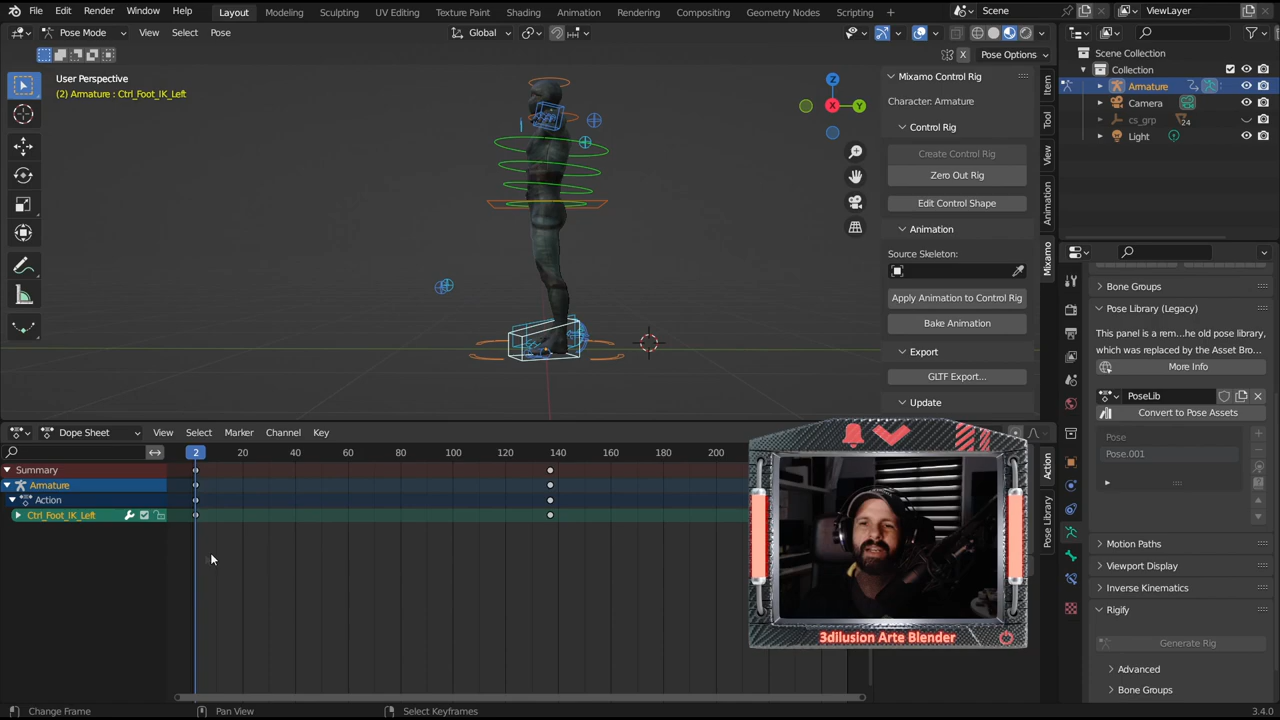 File Edit Render Window Help Layout Modeling Sculpting UV Editing Texture Paint Shading Animation Rendering Compositing Geometry Nodes Scripting + Scene ViewLayer
Pose Mode View Select Pose Global
X Pose Options
User Perspective
(2) Armature : Ctrl_Foot_IK_Left
Z
Y
X
Mixamo Control Rig
Character: Armature
Control Rig
Create Control Rig
Zero Out Rig
Edit Control Shape
Animation
Source Skeleton:
Apply Animation to Control Rig
Bake Animation
Export
GLTF Export...
Update
Item
Tool
View
Animation
Mixamo
Scene Collection
Collection
Armature
Camera
cs_grp 24
Light
Bone Groups
Pose Library (Legacy)
This panel is a rem...he old pose library,
which was replaced by the Asset Bro...
More Info
PoseLib
Convert to Pose Assets
Pose
Pose.001
Motion Paths
Viewport Display
Inverse Kinematics
Rigify
Generate Rig
Advanced
Bone Groups
Dope Sheet View Select Marker Channel Key
2 20 40 60 80 100 120 140 160 180 200
Summary
Armature
Action
Ctrl_Foot_IK_Left
Action
Pose Library
3dilusion Arte Blender
Change Frame Pan View Select Keyframes 3.4.0